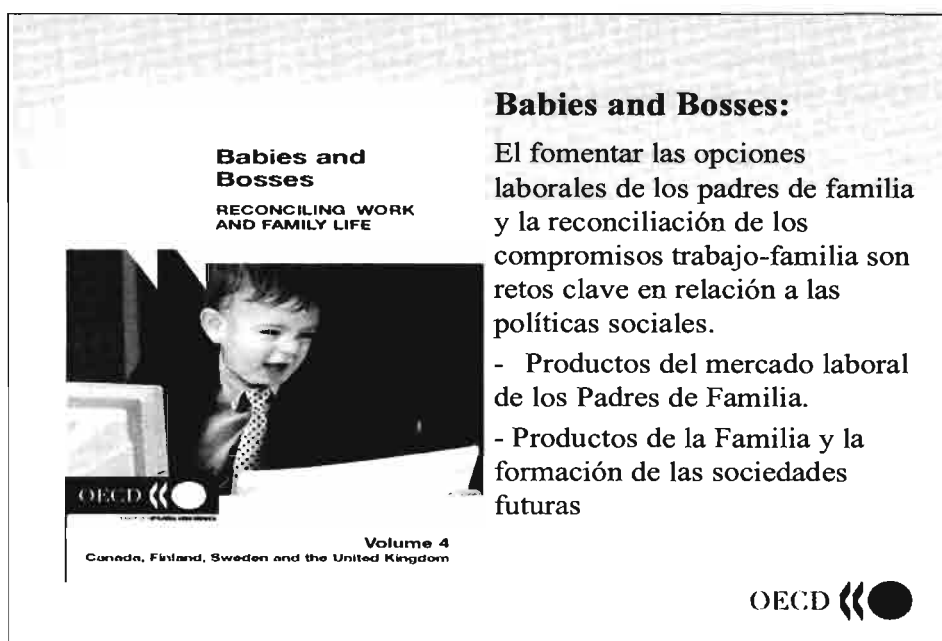 Babies and
Bosses
RECONCILING WORK
AND FAMILY LIFE
OECD
Volume 4
Canada, Finland, Sweden and the United Kingdom
Babies and Bosses:
El fomentar las opciones
laborales de los padres de familia
y la reconciliación de los
compromisos trabajo-familia son
retos clave en relación a las
políticas sociales.
- Productos del mercado laboral
de los Padres de Familia.
- Productos de la Familia y la
formación de las sociedades
futuras
OECD